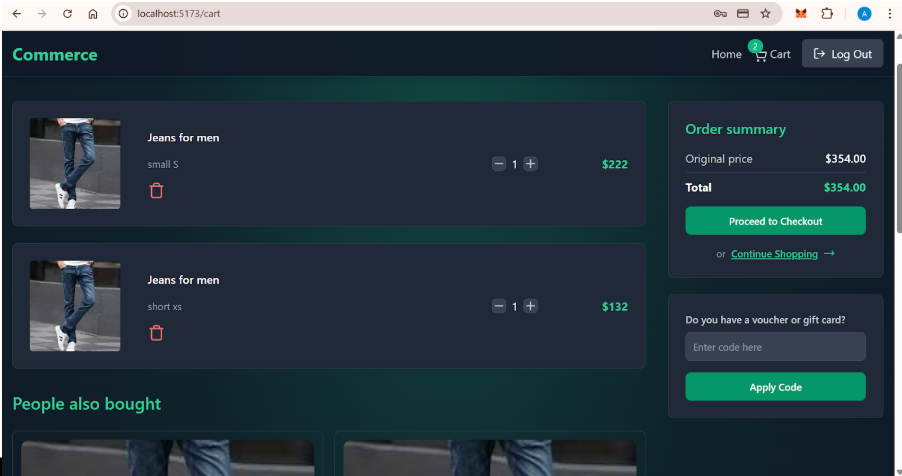 localhost:5173/cart
A
Commerce
Home
2
Cart
Log Out
Jeans for men
small S
1
$222
Jeans for men
short xs
1
$132
People also bought
Order summary
Original price $354.00
Total $354.00
Proceed to Checkout
or Continue Shopping →
Do you have a voucher or gift card?
Enter code here
Apply Code